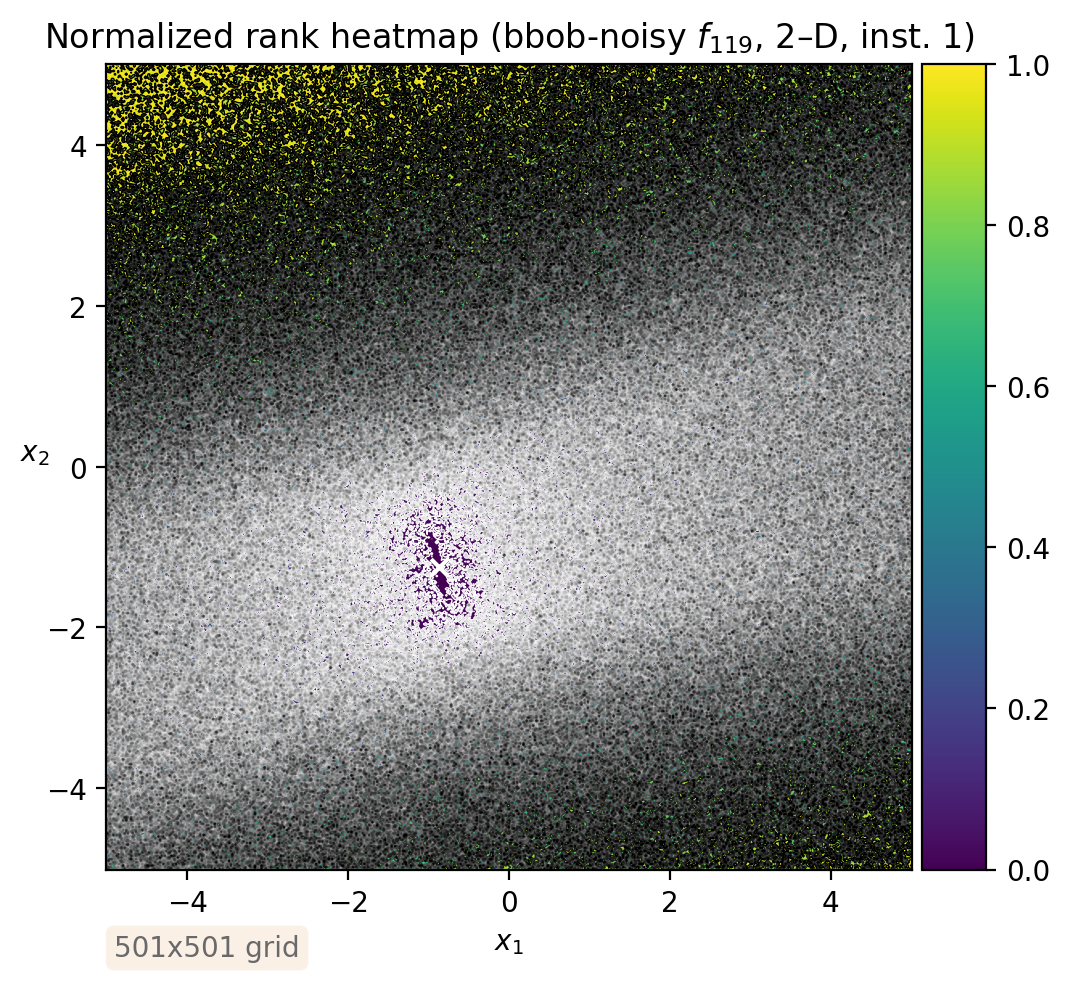 Normalized rank heatmap (bbob-noisy f₁₁₉, 2–D, inst. 1)
1.0
0.8
0.6
0.4
0.2
0.0
4
2
0
−2
−4
x₂
−4 −2 0 2 4
x₁
501x501 grid